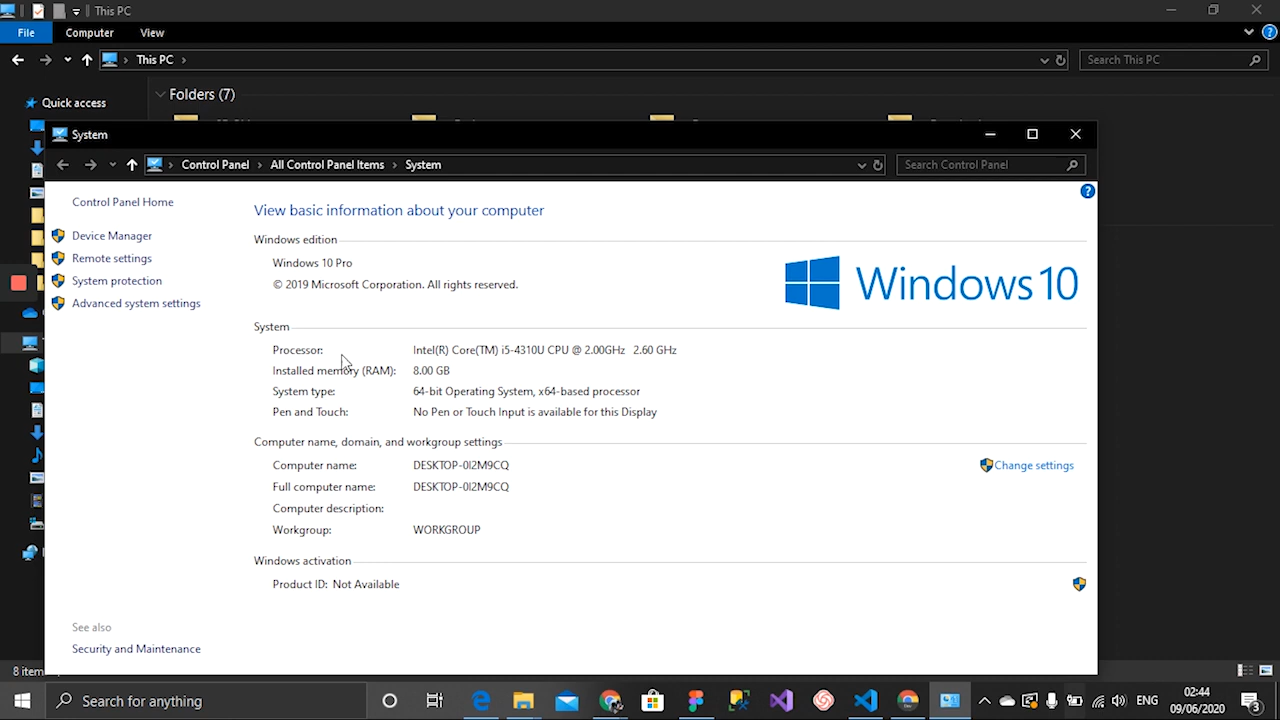 This PC
File Computer View
This PC
Search This PC
Quick access
Folders (7)
System
Control Panel All Control Panel Items System
Search Control Panel
Control Panel Home
Device Manager
Remote settings
System protection
Advanced system settings
View basic information about your computer
Windows edition
Windows 10 Pro
© 2019 Microsoft Corporation. All rights reserved.
Windows 10
System
Processor: Intel(R) Core(TM) i5-4310U CPU @ 2.00GHz 2.60 GHz
Installed memory (RAM): 8.00 GB
System type: 64-bit Operating System, x64-based processor
Pen and Touch: No Pen or Touch Input is available for this Display
Computer name, domain, and workgroup settings
Computer name: DESKTOP-0I2M9CQ
Change settings
Full computer name: DESKTOP-0I2M9CQ
Computer description:
Workgroup: WORKGROUP
Windows activation
Product ID: Not Available
See also
Security and Maintenance
8 item
Search for anything
ENG
02:44
09/06/2020
3